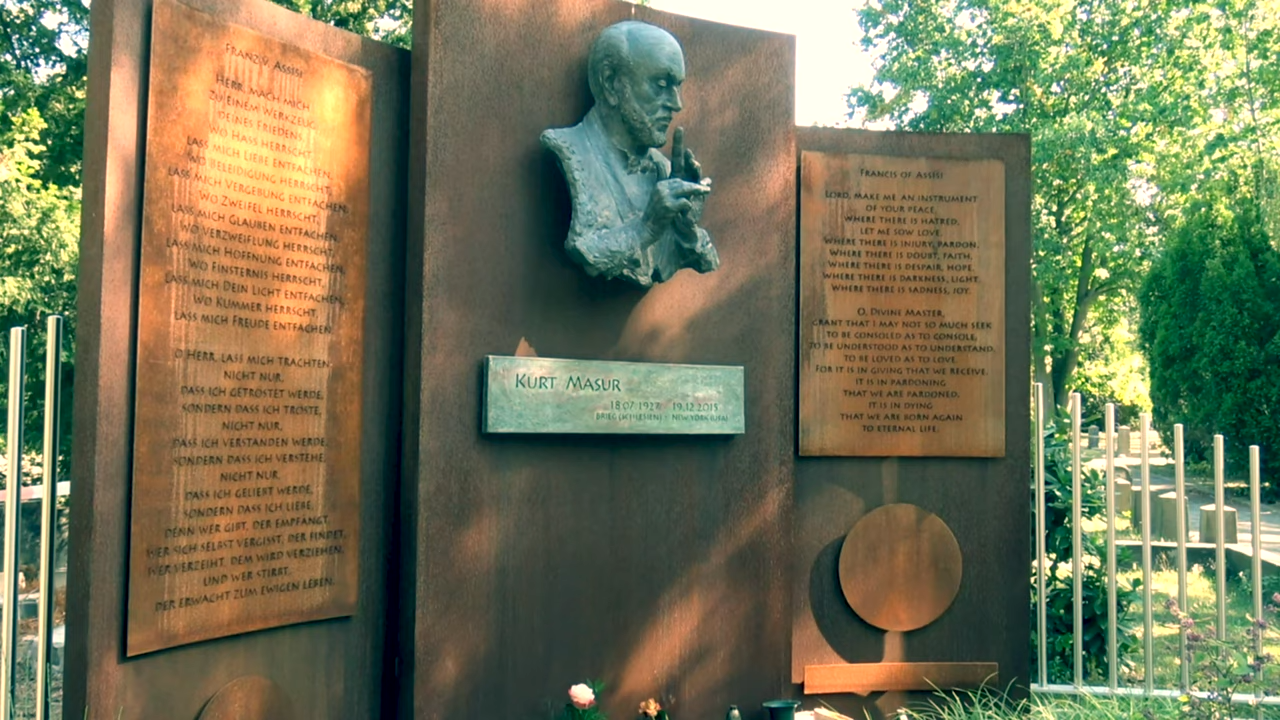 FRANZ V. ASSISI
HERR, MACH MICH
ZU EINEM WERKZEUG
DEINES FRIEDENS.
WO HASS HERRSCHT,
LASS MICH LIEBE ENTFACHEN.
WO BELEIDIGUNG HERRSCHT,
LASS MICH VERGEBUNG ENTFACHEN.
WO ZWEIFEL HERRSCHT,
LASS MICH GLAUBEN ENTFACHEN.
WO VERZWEIFLUNG HERRSCHT,
LASS MICH HOFFNUNG ENTFACHEN.
WO FINSTERNIS HERRSCHT,
LASS MICH DEIN LICHT ENTFACHEN.
WO KUMMER HERRSCHT,
LASS MICH FREUDE ENTFACHEN.
O HERR, LASS MICH TRACHTEN:
NICHT NUR,
DASS ICH GETRÖSTET WERDE,
SONDERN DASS ICH TRÖSTE,
NICHT NUR,
DASS ICH VERSTANDEN WERDE,
SONDERN DASS ICH VERSTEHE,
NICHT NUR,
DASS ICH GELIEBT WERDE,
SONDERN DASS ICH LIEBE,
DENN WER GIBT, DER EMPFÄNGT,
WER SICH SELBST VERGISST, DER FINDET,
WER VERZEIHT, DEM WIRD VERZIEHEN,
UND WER STIRBT,
DER ERWACHT ZUM EWIGEN LEBEN.
KURT MASUR
18.07.1927 19.12.2015
BRIEG (SCHLESIEN) - NEW YORK (USA)
FRANCIS OF ASSISI
LORD, MAKE ME AN INSTRUMENT
OF YOUR PEACE,
WHERE THERE IS HATRED,
LET ME SOW LOVE.
WHERE THERE IS INJURY, PARDON.
WHERE THERE IS DOUBT, FAITH.
WHERE THERE IS DESPAIR, HOPE.
WHERE THERE IS DARKNESS, LIGHT.
WHERE THERE IS SADNESS, JOY.
O, DIVINE MASTER,
GRANT THAT I MAY NOT SO MUCH SEEK
TO BE CONSOLED AS TO CONSOLE,
TO BE UNDERSTOOD AS TO UNDERSTAND,
TO BE LOVED AS TO LOVE.
FOR IT IS IN GIVING THAT WE RECEIVE.
IT IS IN PARDONING
THAT WE ARE PARDONED,
IT IS IN DYING
THAT WE ARE BORN AGAIN
TO ETERNAL LIFE.